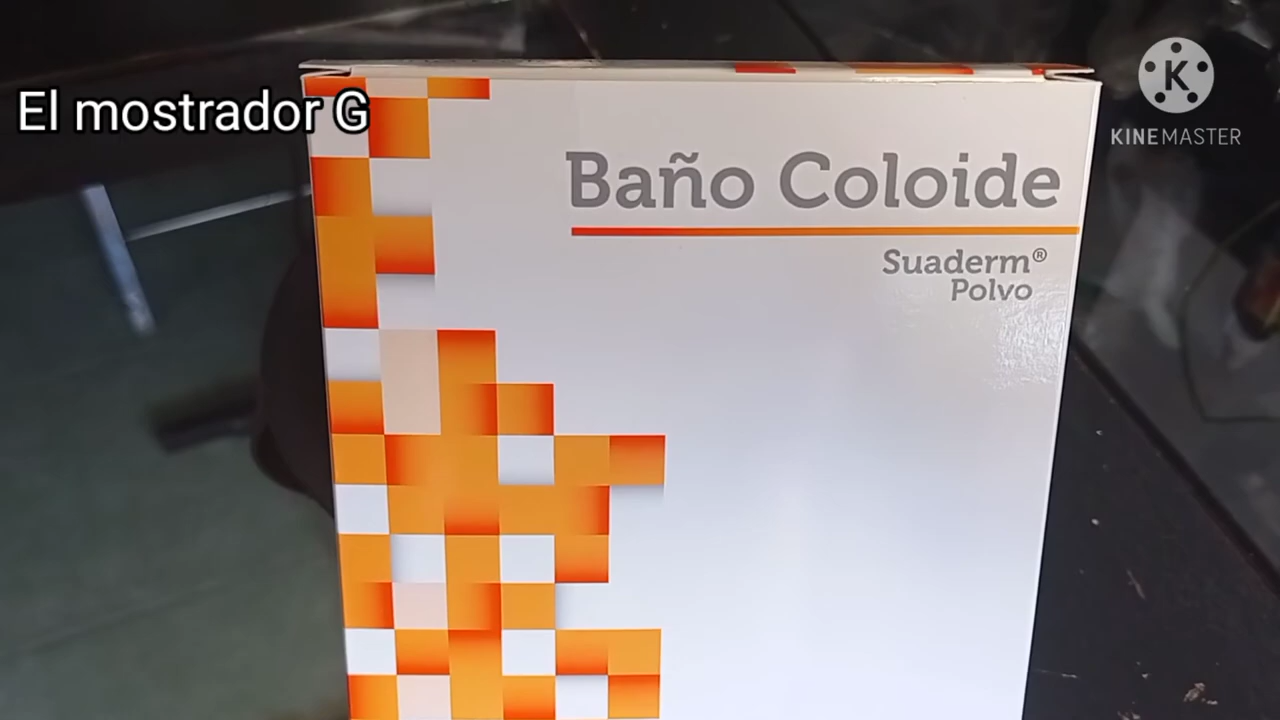 El mostrador G
K
KINEMASTER
Baño Coloide
Suaderm®
Polvo